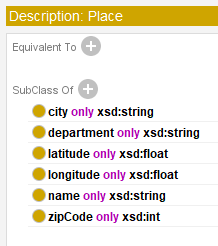 Description: Place
Equivalent To
SubClass Of
city only xsd:string
department only xsd:string
latitude only xsd:float
longitude only xsd:float
name only xsd:string
zipCode only xsd:int